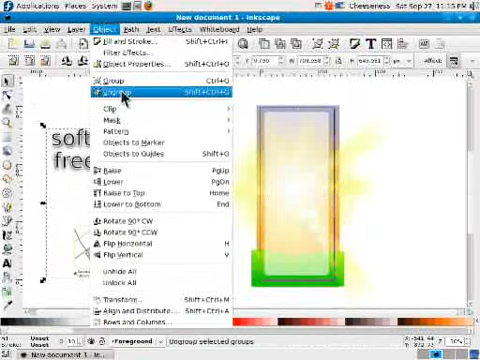 Applications Places System
Cheeseness Sat Sep 27, 11:15 PM
New document 1 - Inkscape
File Edit View Layer Object Path Text Effects Whiteboard Help
Fill and Stroke... Shift+Ctrl+F
Filter Effects...
Object Properties... Shift+Ctrl+O
Group Ctrl+G
Ungroup Shift+Ctrl+G
Clip
Mask
Pattern
Objects to Marker
Objects to Guides Shift+G
Raise PgUp
Lower PgDn
Raise to Top Home
Lower to Bottom End
Rotate 90° CW
Rotate 90° CCW
Flip Horizontal H
Flip Vertical V
Unhide All
Unlock All
Transform... Shift+Ctrl+M
Align and Distribute... Shift+Ctrl+A
Rows and Columns...
Affect:
soft
free
Unset
Unset
Foreground
Ungroup selected groups
New document 1 - In...